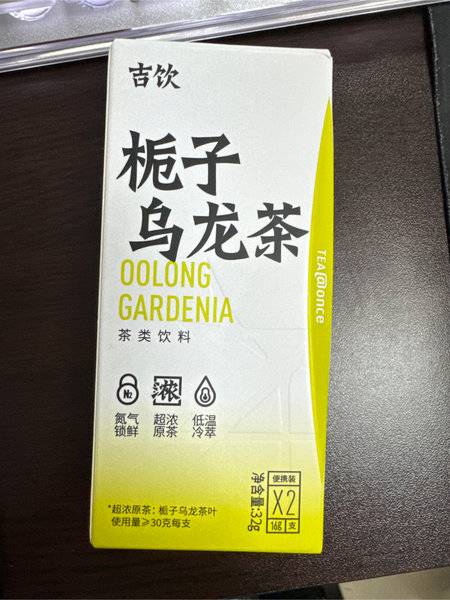 吉饮
栀子
乌龙茶
OOLONG
GARDENIA
茶类饮料
TEA@once
N2
浓
氮气
锁鲜
超浓
原茶
低温
冷萃
*超浓原茶：栀子乌龙茶叶
使用量≥30克每支
净含量:32g
便携装
X2
16g 支